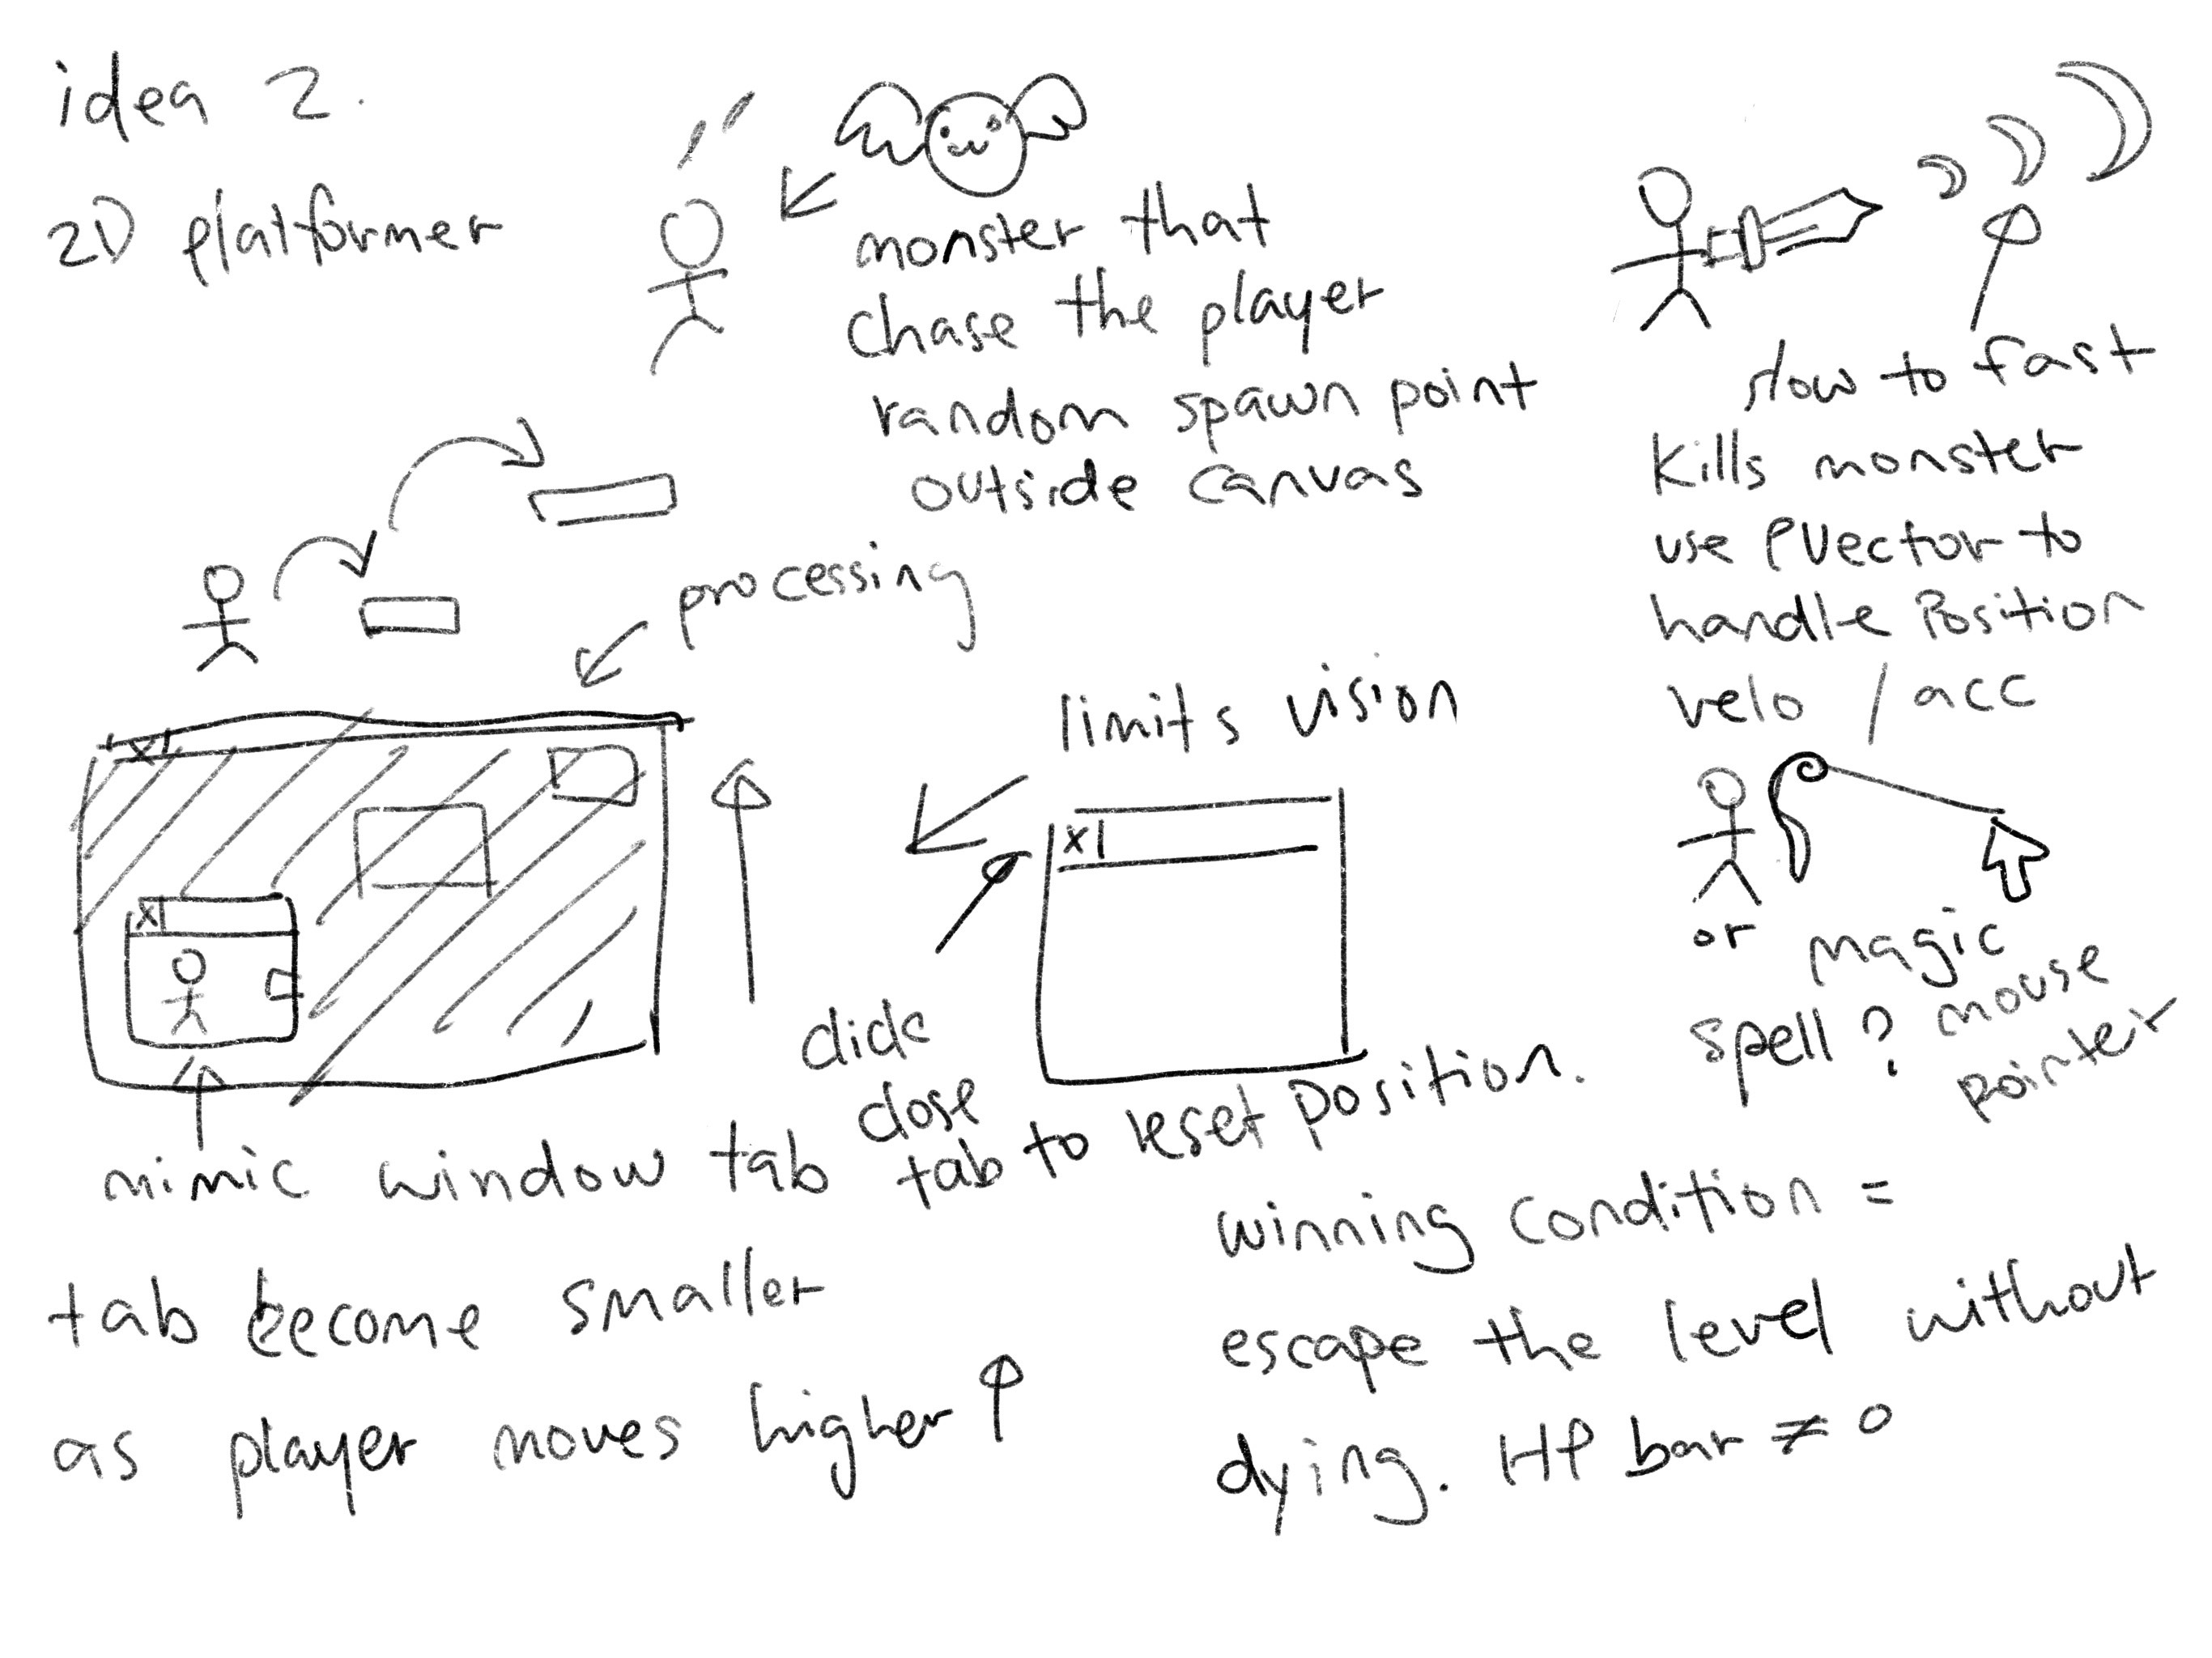 idea 2.
2D platformer
monster that
chase the player
random spawn point
outside canvas
slow to fast
kills monster
use PVector to
handle Position
velo / acc
processing
limits vision
X
X
X
or magic
spell? mouse
pointer
click
close
tab to reset position.
mimic window tab
tab become smaller
as player moves higher ↑
winning condition =
escape the level without
dying. HP bar ≠ 0